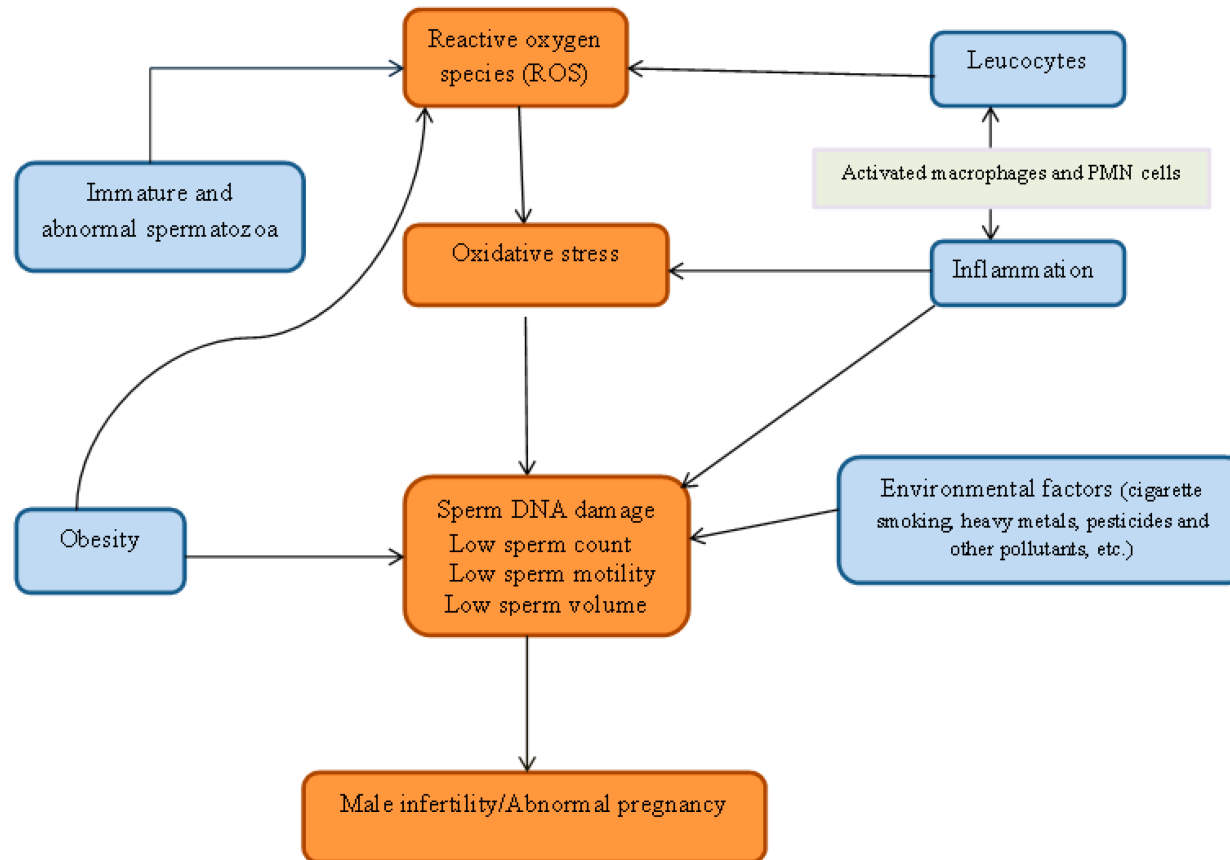 Reactive oxygen
species (ROS)
Leucocytes
Immature and
abnormal spermatozoa
Activated macrophages and PMN cells
Oxidative stress
Inflammation
Obesity
Sperm DNA damage
Low sperm count
Low sperm motility
Low sperm volume
Environmental factors (cigarette
smoking, heavy metals, pesticides and
other pollutants, etc.)
Male infertility/Abnormal pregnancy